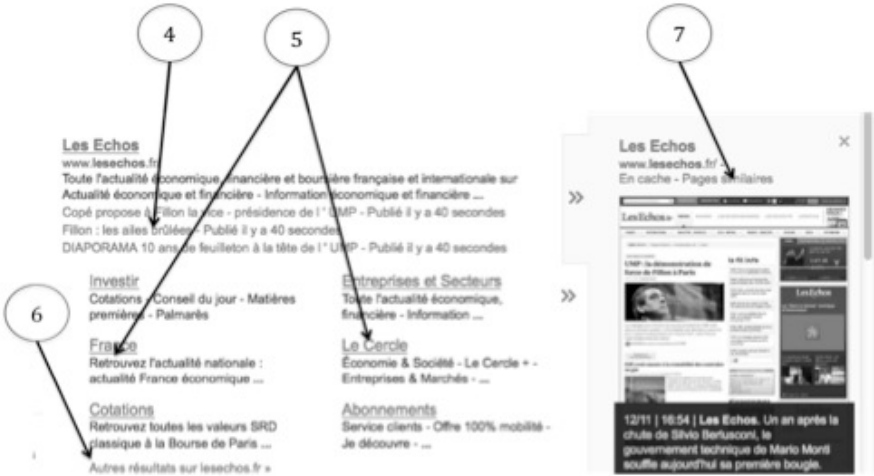 4
5
7
6
Les Echos
www.lesechos.fr/
Toute l'actualité économique, financière et boursière française et internationale sur
Actualité économique et financière - Information économique et financière ...
Copé propose à Fillon la vice - présidence de l'"UMP - Publié il y a 40 secondes
Fillon : les ailes brûlées - Publié il y a 40 secondes
DIAPORAMA 10 ans de feuilleton à la tête de l'"UMP - Publié il y a 40 secondes
Investir
Cotations - Conseil du jour - Matières
premières - Palmarès
Entreprises et Secteurs
Toute l'actualité économique,
financière - Information ...
France
Retrouvez l'actualité nationale :
actualité France économique ...
Le Cercle
Économie & Société - Le Cercle + -
Entreprises & Marchés - ...
Cotations
Retrouvez toutes les valeurs SRD
classique à la Bourse de Paris ...
Abonnements
Service clients - Offre 100% mobilité -
Je découvre - ...
Autres résultats sur lesechos.fr »
»
»
Les Echos
×
www.lesechos.fr/ -
En cache - Pages similaires
LesEchos.fr
UMP : la démonstration de
force de Fillon à Paris
LesEchos
12/11 | 16:54 | Les Echos. Un an après la
chute de Silvio Berlusconi, le
gouvernement technique de Mario Monti
souffle aujourd'hui sa première bougie.